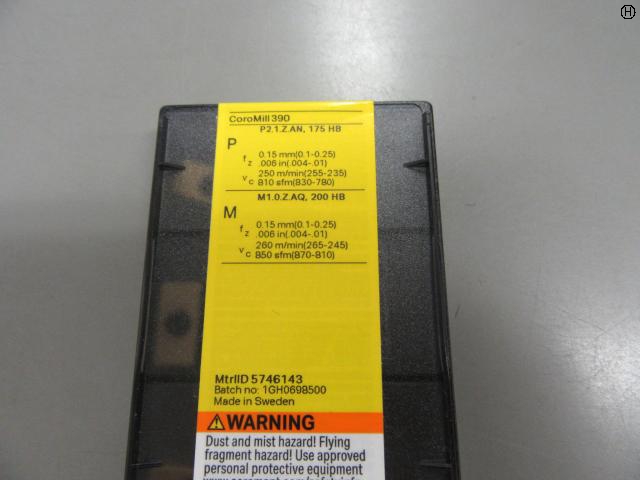 H
CoroMill 390
P2.1.Z.AN, 175 HB
P
fz 0.15 mm(0.1-0.25)
.006 in(.004-.01)
vc 250 m/min(255-235)
810 sfm(830-780)
M1.0.Z.AQ, 200 HB
M
fz 0.15 mm(0.1-0.25)
.006 in(.004-.01)
vc 260 m/min(265-245)
850 sfm(870-810)
MtrlID 5746143
Batch no: 1GH0698500
Made in Sweden
WARNING
Dust and mist hazard! Flying
fragment hazard! Use approved
personal protective equipment